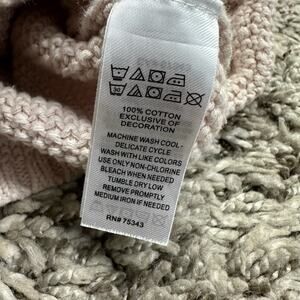 30
100% COTTON
EXCLUSIVE OF
DECORATION
MACHINE WASH COOL-
DELICATE CYCLE
WASH WITH LIKE COLORS
USE ONLY NON-CHLORINE
BLEACH WHEN NEEDED
TUMBLE DRY LOW
REMOVE PROMPTLY
MEDIUM IRON IF NEEDED
RN# 75343